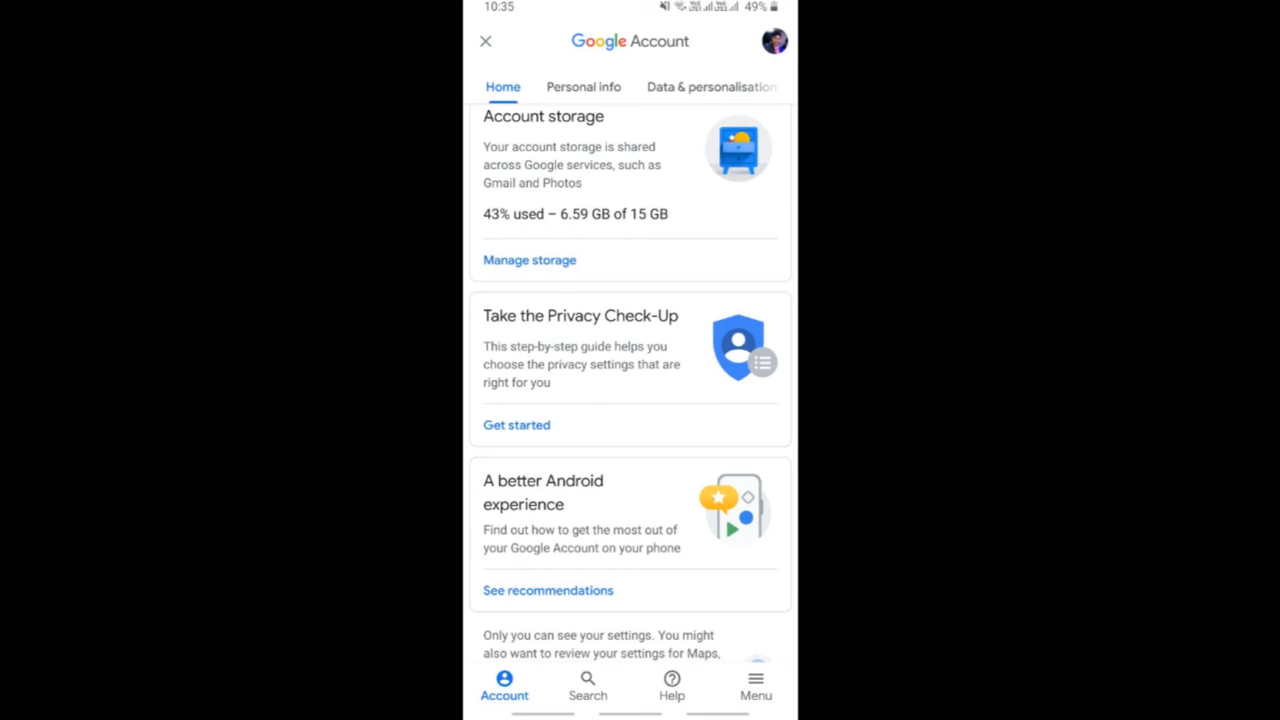 10:35
49%
Google Account
Home Personal info Data & personalisation
Account storage
Your account storage is shared
across Google services, such as
Gmail and Photos
43% used – 6.59 GB of 15 GB
Manage storage
Take the Privacy Check-Up
This step-by-step guide helps you
choose the privacy settings that are
right for you
Get started
A better Android
experience
Find out how to get the most out of
your Google Account on your phone
See recommendations
Only you can see your settings. You might
also want to review your settings for Maps,
Account Search Help Menu